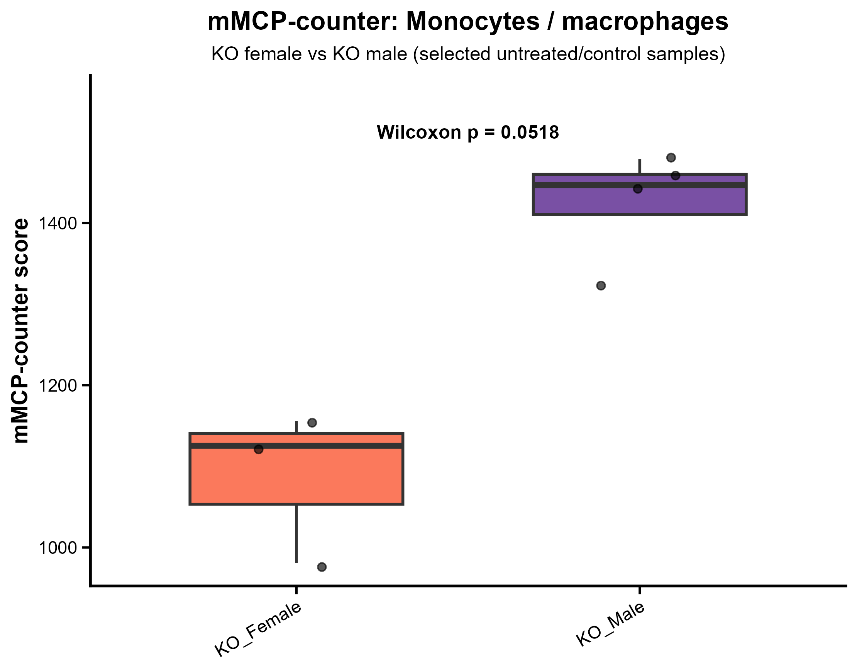 mMCP-counter: Monocytes / macrophages
KO female vs KO male (selected untreated/control samples)
Wilcoxon p = 0.0518
mMCP-counter score
1400
1200
1000
KO_Female
KO_Male